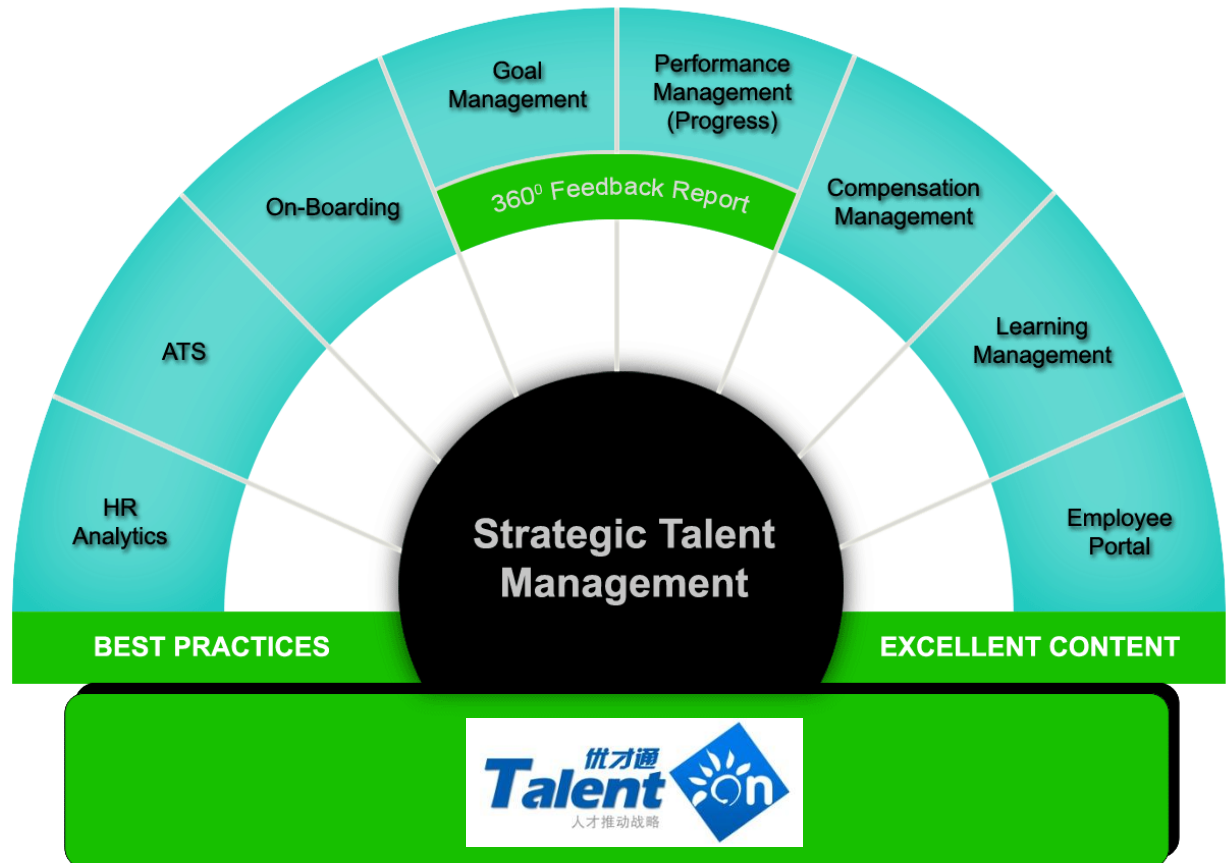 Goal
Management
Performance
Management
(Progress)
360⁰ Feedback Report
On-Boarding
Compensation
Management
ATS
Learning
Management
HR
Analytics
Employee
Portal
Strategic Talent
Management
BEST PRACTICES
EXCELLENT CONTENT
优才通
Talent on
人才推动战略